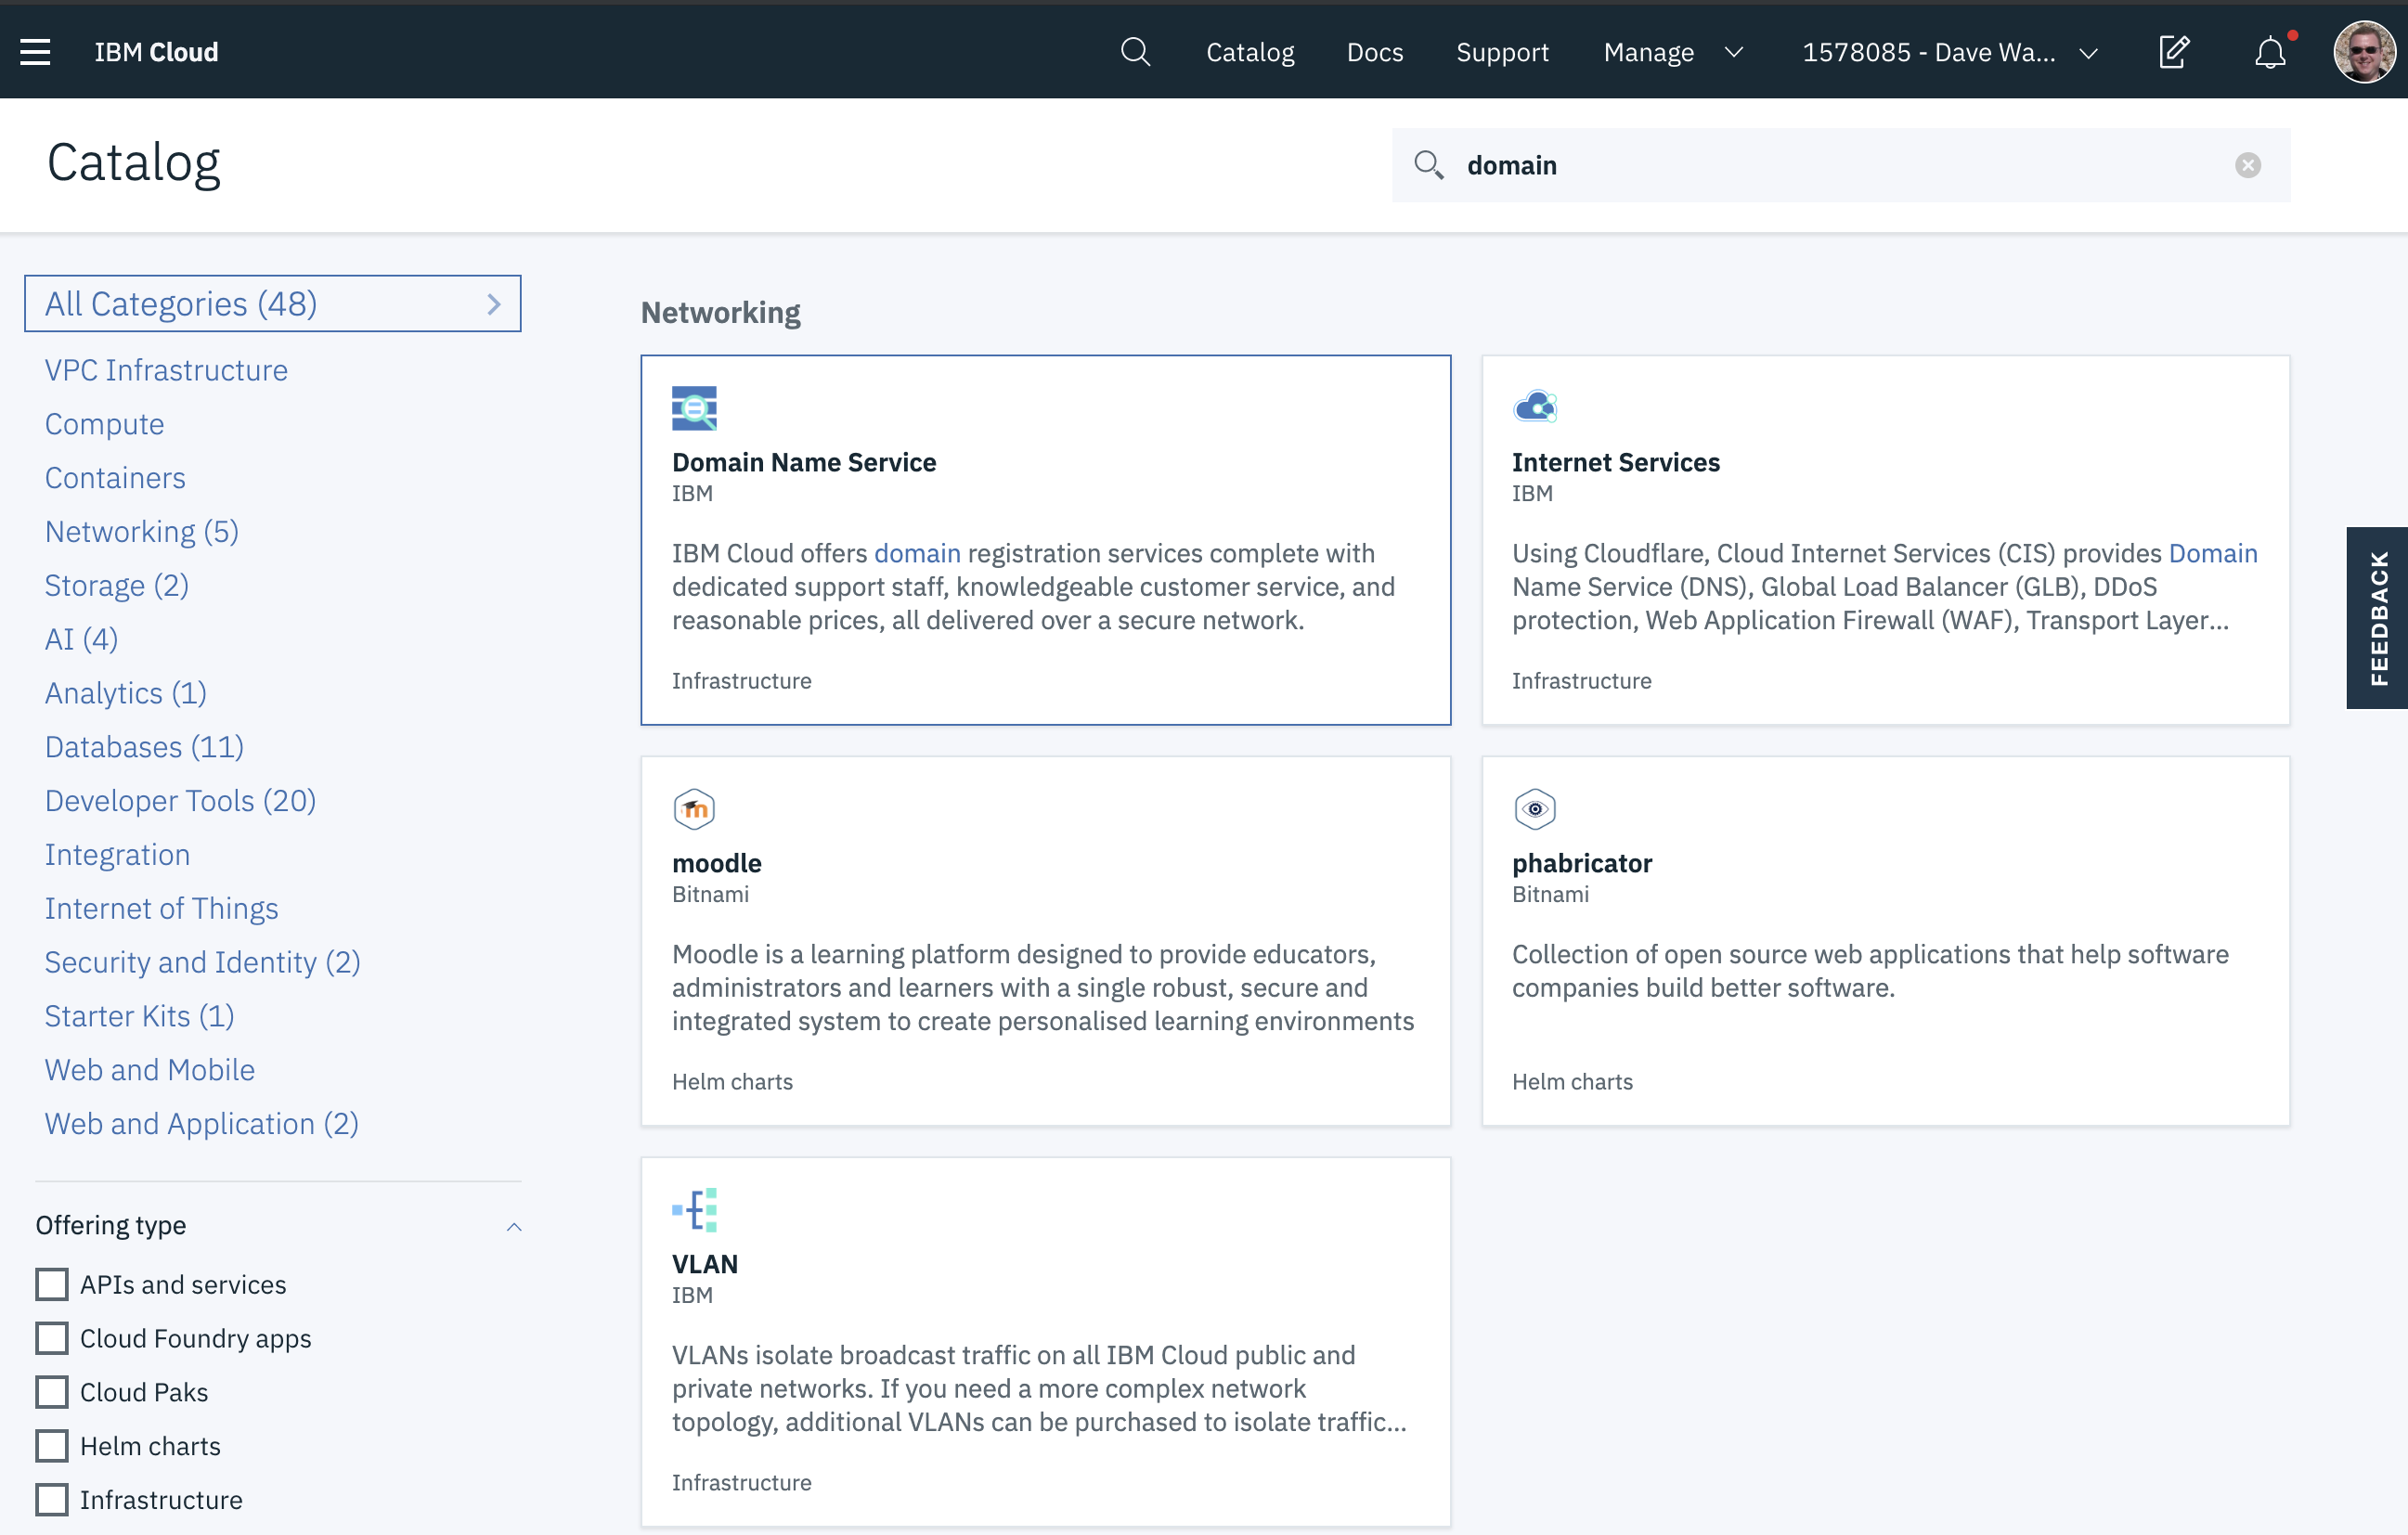 IBM Cloud
Catalog
Docs
Support
Manage
1578085 - Dave Wa...
Catalog
domain
All Categories (48)
VPC Infrastructure
Compute
Containers
Networking (5)
Storage (2)
AI (4)
Analytics (1)
Databases (11)
Developer Tools (20)
Integration
Internet of Things
Security and Identity (2)
Starter Kits (1)
Web and Mobile
Web and Application (2)
Offering type
APIs and services
Cloud Foundry apps
Cloud Paks
Helm charts
Infrastructure
Networking
Domain Name Service
IBM
IBM Cloud offers domain registration services complete with
dedicated support staff, knowledgeable customer service, and
reasonable prices, all delivered over a secure network.
Infrastructure
Internet Services
IBM
Using Cloudflare, Cloud Internet Services (CIS) provides Domain
Name Service (DNS), Global Load Balancer (GLB), DDoS
protection, Web Application Firewall (WAF), Transport Layer...
Infrastructure
moodle
Bitnami
Moodle is a learning platform designed to provide educators,
administrators and learners with a single robust, secure and
integrated system to create personalised learning environments
Helm charts
phabricator
Bitnami
Collection of open source web applications that help software
companies build better software.
Helm charts
VLAN
IBM
VLANs isolate broadcast traffic on all IBM Cloud public and
private networks. If you need a more complex network
topology, additional VLANs can be purchased to isolate traffic...
Infrastructure
FEEDBACK